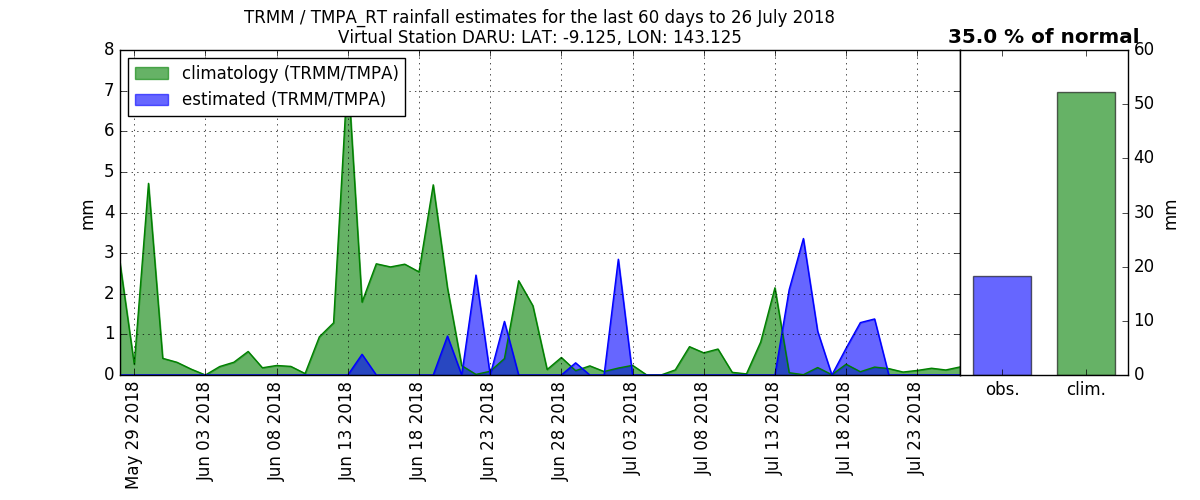 TRMM / TMPA_RT rainfall estimates for the last 60 days to 26 July 2018
Virtual Station DARU: LAT: -9.125, LON: 143.125
35.0 % of normal
climatology (TRMM/TMPA)
estimated (TRMM/TMPA)
8
7
6
5
4
3
2
1
0
mm
May 29 2018
Jun 03 2018
Jun 08 2018
Jun 13 2018
Jun 18 2018
Jun 23 2018
Jun 28 2018
Jul 03 2018
Jul 08 2018
Jul 13 2018
Jul 18 2018
Jul 23 2018
60
50
40
30
20
10
0
mm
obs.
clim.